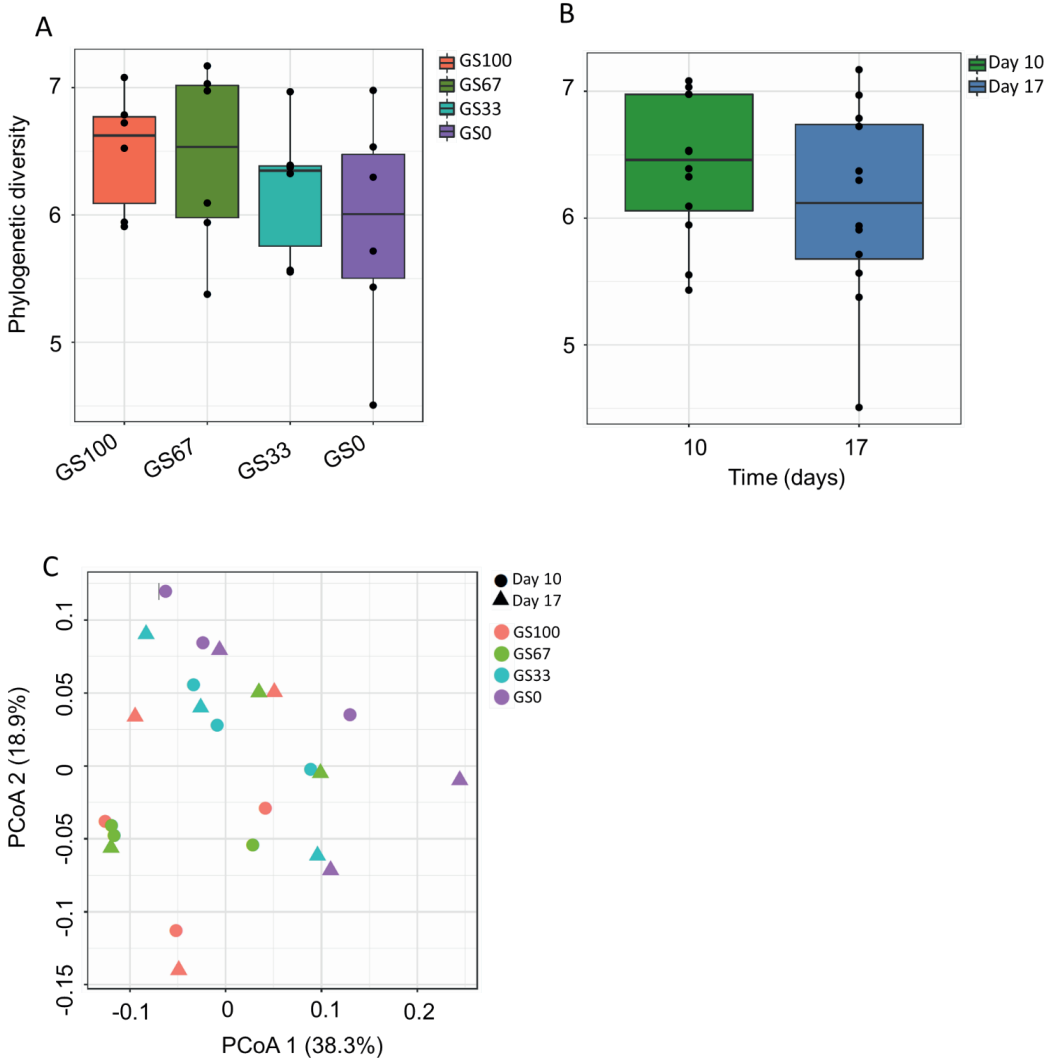 A
Phylogenetic diversity
7
6
5
GS100
GS67
GS33
GS0
GS100
GS67
GS33
GS0
B
7
6
5
10
17
Time (days)
Day 10
Day 17
C
PCoA 2 (18.9%)
0.1
0.05
0
-0.05
-0.1
-0.15
-0.1
0
0.1
0.2
PCoA 1 (38.3%)
Day 10
Day 17
GS100
GS67
GS33
GS0